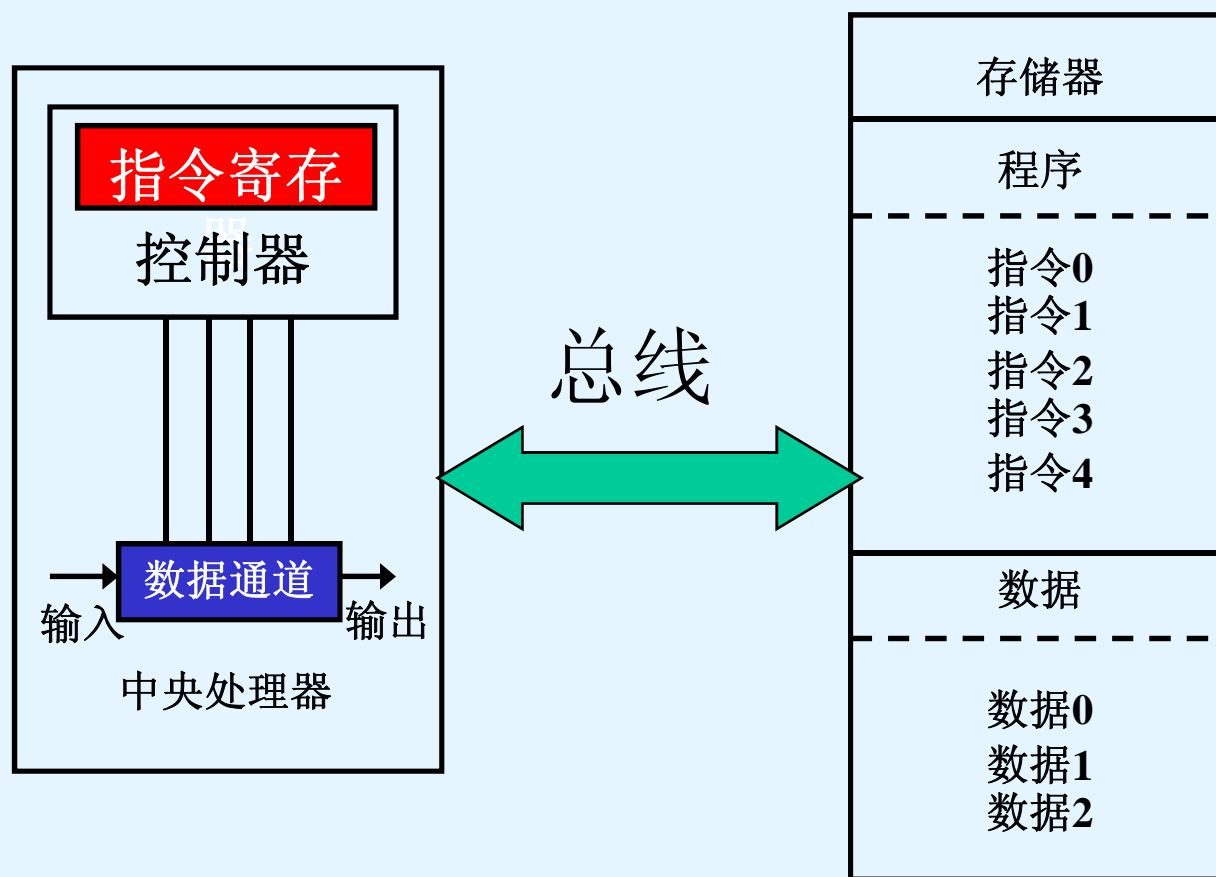 指令寄存
器
控制器
数据通道
输入
输出
中央处理器
总线
存储器
程序
指令0
指令1
指令2
指令3
指令4
数据
数据0
数据1
数据2